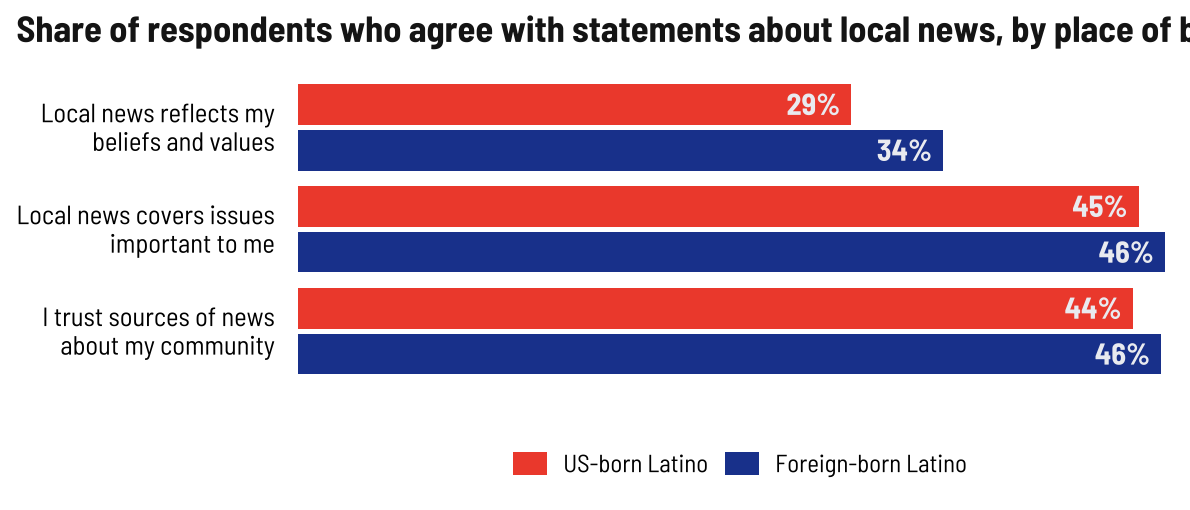 Share of respondents who agree with statements about local news, by place of
Local news reflects my
beliefs and values
29%
34%
Local news covers issues
important to me
45%
46%
I trust sources of news
about my community
44%
46%
US-born Latino
Foreign-born Latino